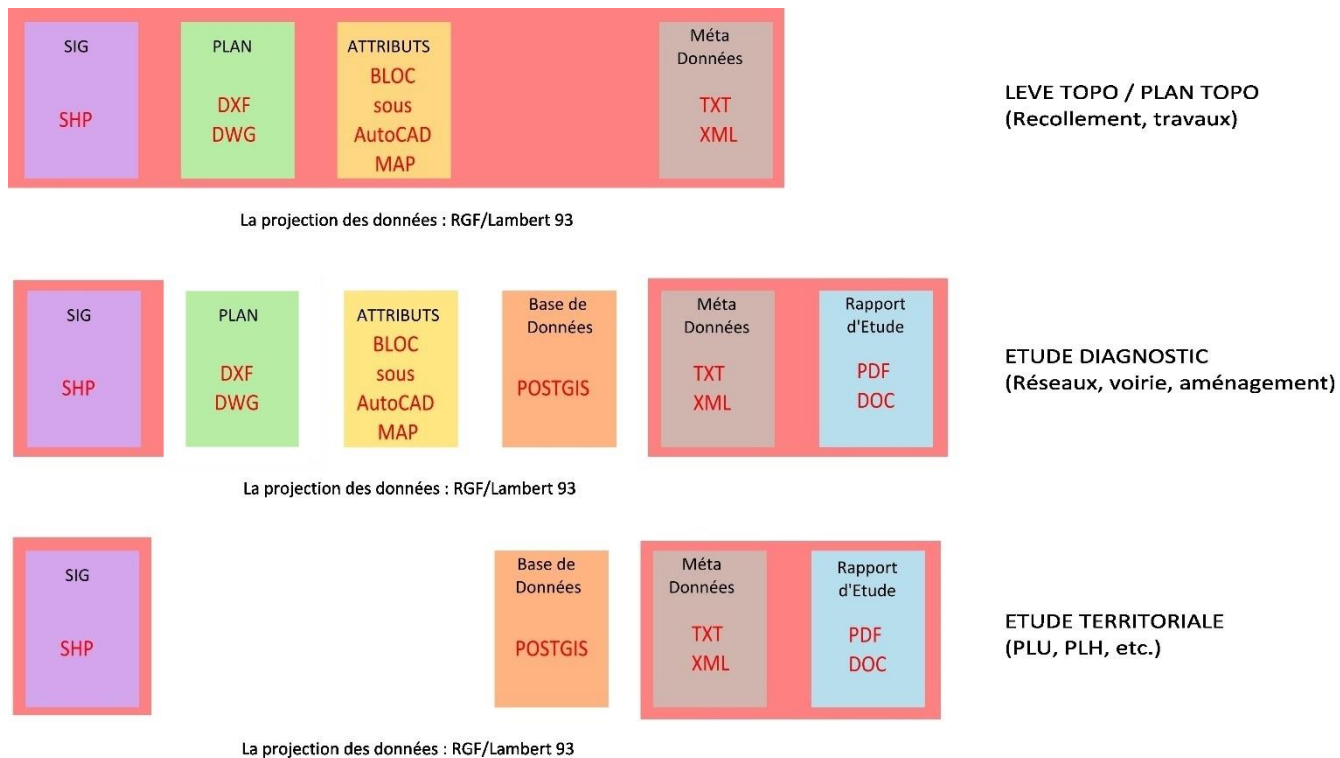 SIG
SHP
PLAN
DXF
DWG
ATTRIBUTS
BLOC
sous
AutoCAD
MAP
Méta
Données
TXT
XML
LEVE TOPO / PLAN TOPO
(Recollement, travaux)
La projection des données : RGF/Lambert 93
SIG
SHP
PLAN
DXF
DWG
ATTRIBUTS
BLOC
sous
AutoCAD
MAP
Base de
Données
POSTGIS
Méta
Données
TXT
XML
Rapport
d'Etude
PDF
DOC
ETUDE DIAGNOSTIC
(Réseaux, voirie, aménagement)
La projection des données : RGF/Lambert 93
SIG
SHP
Base de
Données
POSTGIS
Méta
Données
TXT
XML
Rapport
d'Etude
PDF
DOC
ETUDE TERRITORIALE
(PLU, PLH, etc.)
La projection des données : RGF/Lambert 93